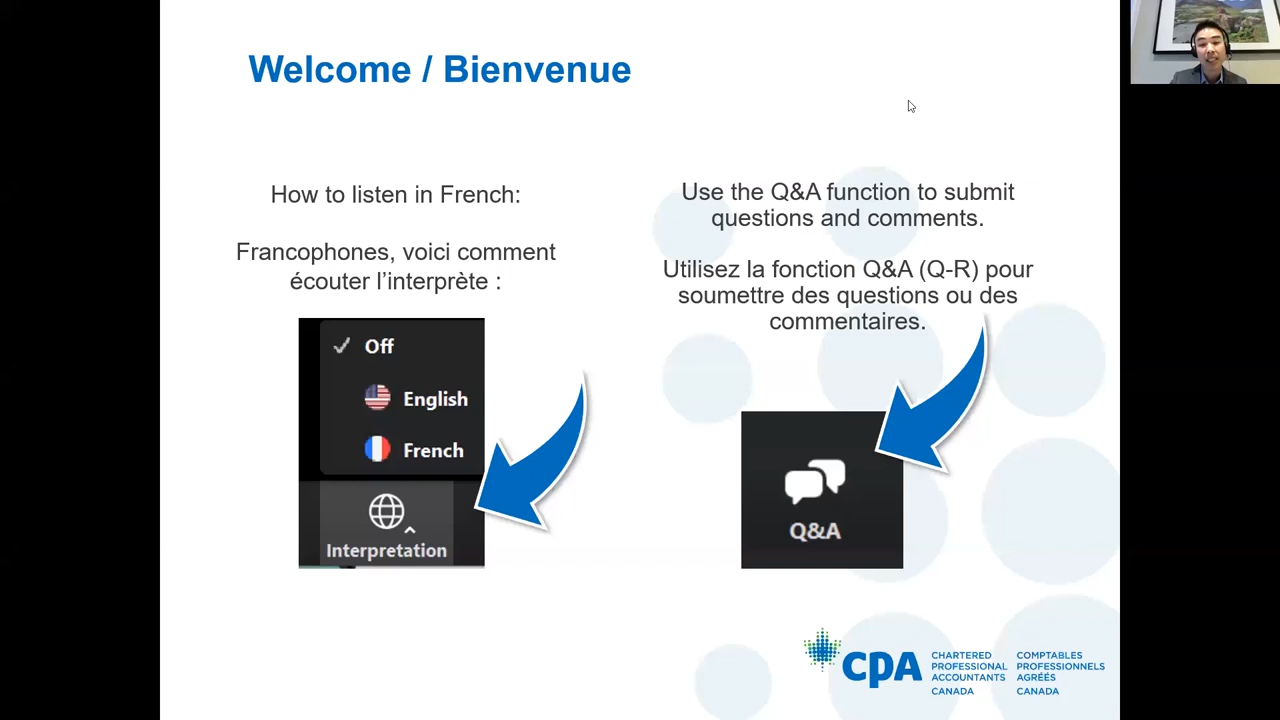 Welcome / Bienvenue
How to listen in French:
Francophones, voici comment
écouter l’interprète :
Off
English
French
Interpretation
Use the Q&A function to submit
questions and comments.
Utilisez la fonction Q&A (Q-R) pour
soumettre des questions ou des
commentaires.
Q&A
cpa
CHARTERED
PROFESSIONAL
ACCOUNTANTS
CANADA
COMPTABLES
PROFESSIONNELS
AGRÉÉS
CANADA